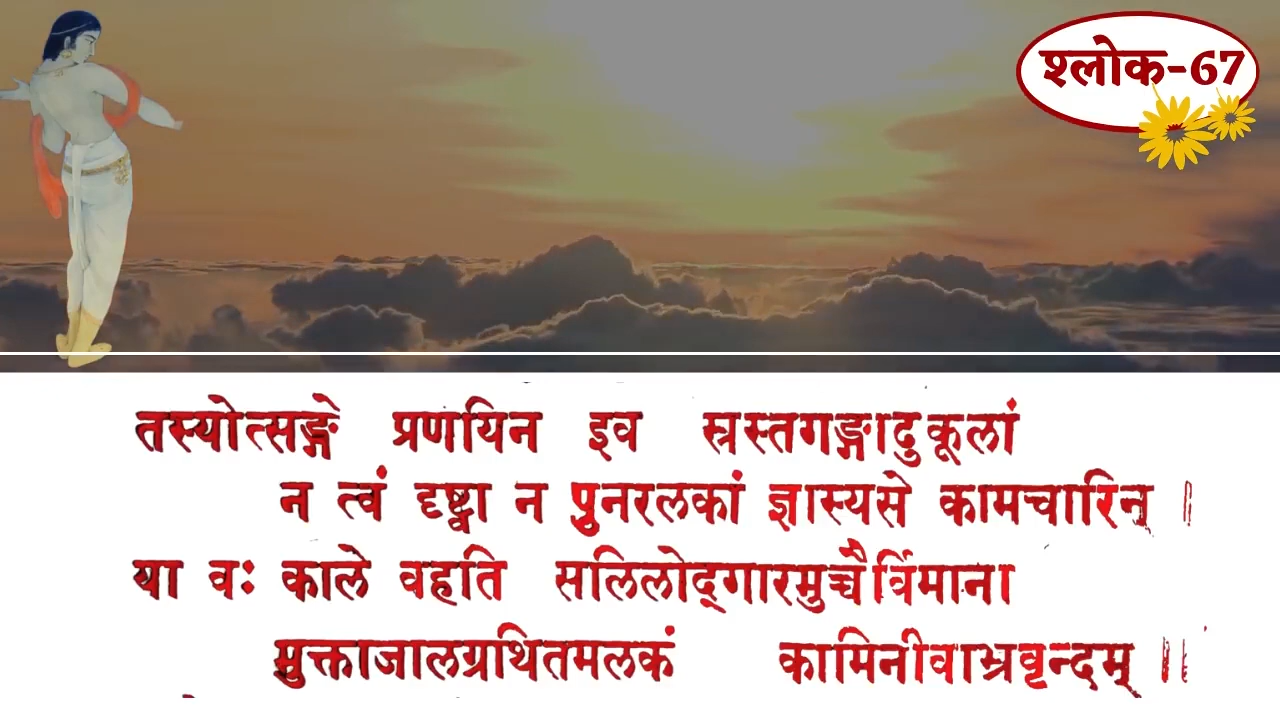 श्लोक-67
तस्योत्सङ्गे प्रणयिन इव स्रस्तगङ्गादुकूलां
न त्वं दृष्ट्वा न पुनरलकां ज्ञास्यसे कामचारिन् ।
या वः काले वहति सलिलोद्गारमुच्चैर्विमाना
मुक्ताजालग्रथितमलकं कामिनीवाभ्रवृन्दम् ॥